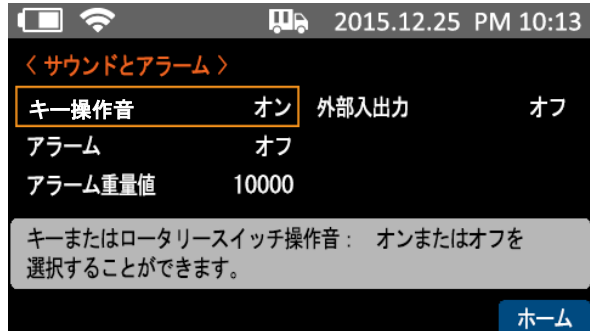 2015.12.25 PM 10:13
〈 サウンドとアラーム 〉
キー操作音 オン 外部入出力 オフ
アラーム オフ
アラーム重量値 10000
キーまたはロータリースイッチ操作音： オンまたはオフを
選択することができます。
ホーム